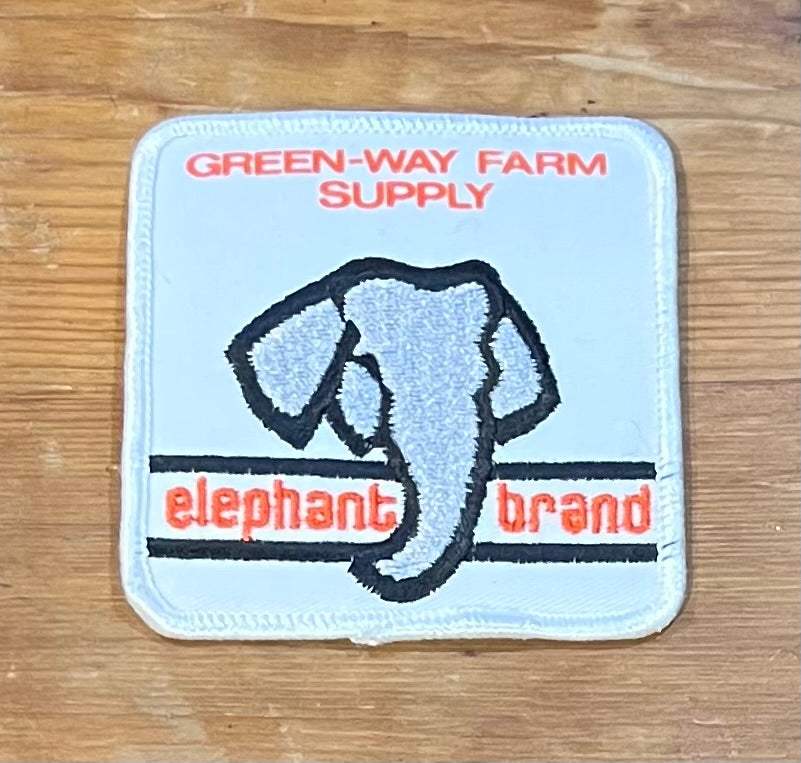 GREEN-WAY FARM
SUPPLY
elephant brand